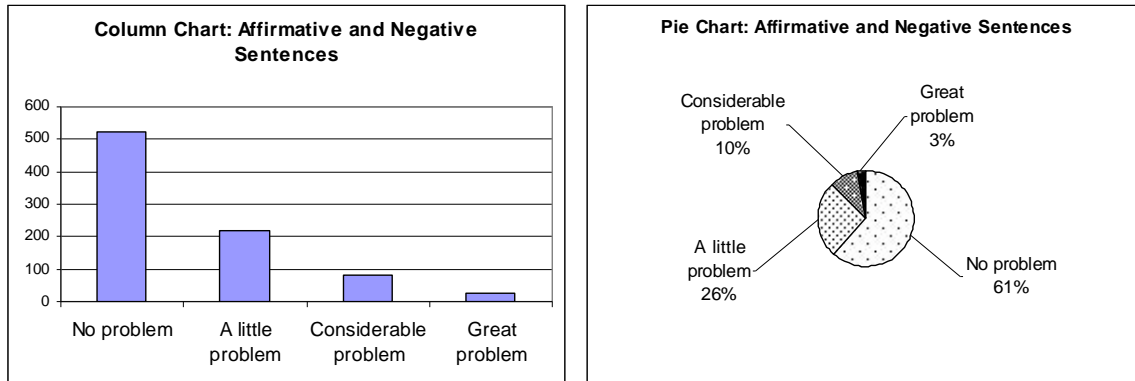 Column Chart: Affirmative and Negative
Sentences
600
500
400
300
200
100
0
No problem
A little
problem
Considerable
problem
Great
problem
Pie Chart: Affirmative and Negative Sentences
Considerable
problem
10%
Great
problem
3%
A little
problem
26%
No problem
61%